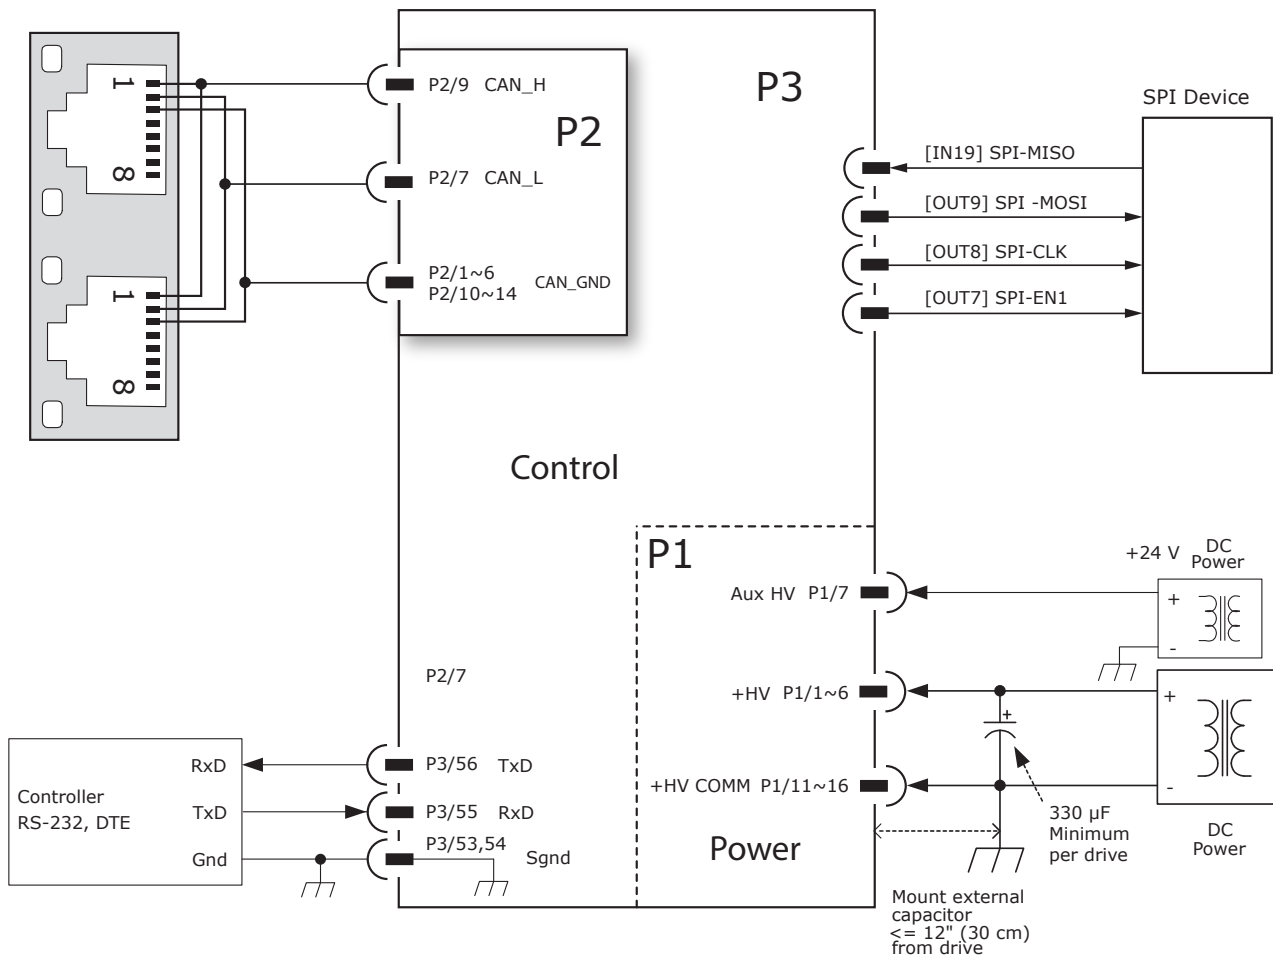 1
8
1
8
P2/9 CAN_H
P2
P2/7 CAN_L
P2/1~6
P2/10~14
CAN_GND
P3
SPI Device
[IN19] SPI-MISO
[OUT9] SPI -MOSI
[OUT8] SPI-CLK
[OUT7] SPI-EN1
Control
P1
Aux HV P1/7
+24 V
DC
Power
+
-
+HV P1/1~6
+
+
-
+HV COMM P1/11~16
Power
330 µF
Minimum
per drive
DC
Power
Mount external
capacitor
<= 12" (30 cm)
from drive
P2/7
Controller
RS-232, DTE
RxD
TxD
Gnd
P3/56 TxD
P3/55 RxD
P3/53,54
Sgnd